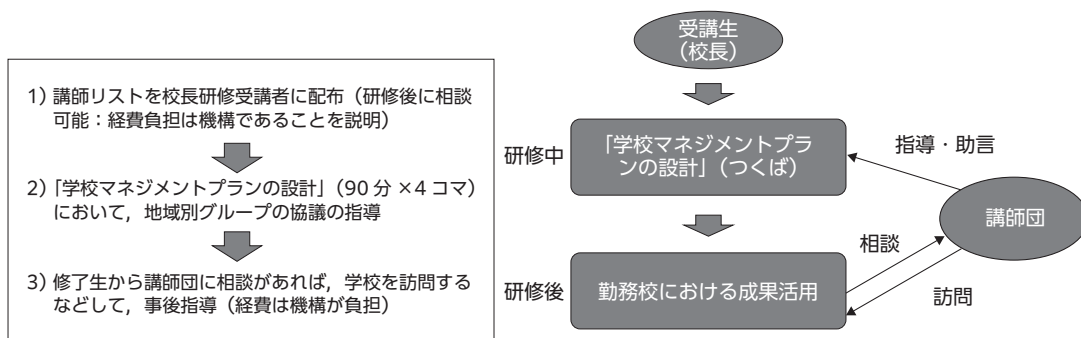 1）講師リストを校長研修受講者に配布（研修後に相談
可能：経費負担は機構であることを説明）
2）「学校マネジメントプランの設計」（90 分 ×4 コマ）
において，地域別グループの協議の指導
3）修了生から講師団に相談があれば，学校を訪問する
などして，事後指導（経費は機構が負担）
受講生
（校長）
研修中
「学校マネジメントプラ
ンの設計」（つくば）
指導・助言
講師団
相談
研修後
勤務校における成果活用
訪問